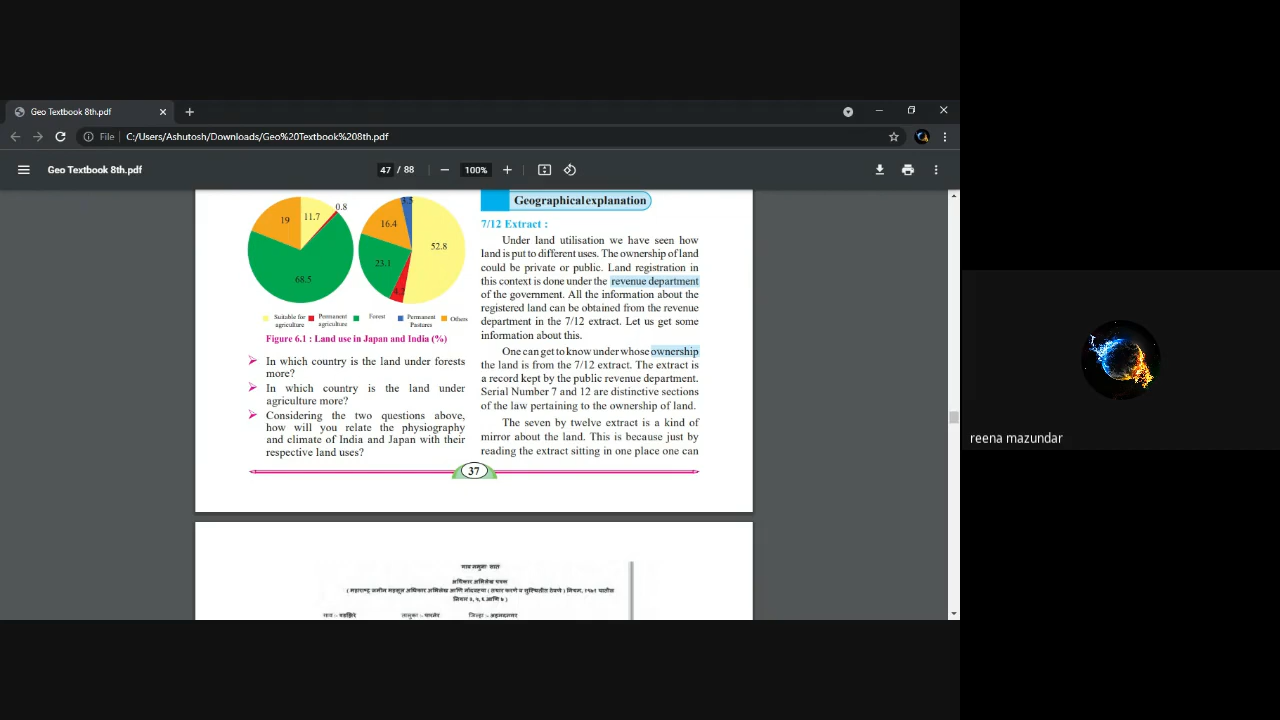 Geo Textbook 8th.pdf
File C:/Users/Ashutosh/Downloads/Geo%20Textbook%208th.pdf
Geo Textbook 8th.pdf
47 / 88
100%
19
11.7
0.8
68.5
16.4
3.5
52.8
23.1
4.2
Suitable for agriculture
Permanent agriculture
Forest
Permanent Pastures
Others
Figure 6.1 : Land use in Japan and India (%)
In which country is the land under forests
more?
In which country is the land under
agriculture more?
Considering the two questions above,
how will you relate the physiography
and climate of India and Japan with their
respective land uses?
Geographical explanation
7/12 Extract :
Under land utilisation we have seen how
land is put to different uses. The ownership of land
could be private or public. Land registration in
this context is done under the revenue department
of the government. All the information about the
registered land can be obtained from the revenue
department in the 7/12 extract. Let us get some
information about this.
One can get to know under whose ownership
the land is from the 7/12 extract. The extract is
a record kept by the public revenue department.
Serial Number 7 and 12 are distinctive sections
of the law pertaining to the ownership of land.
The seven by twelve extract is a kind of
mirror about the land. This is because just by
reading the extract sitting in one place one can
37
गाव नमुना सात
अधिकार अभिलेख पत्रक
जिल्हा :- अहमदनगर
reena mazundar